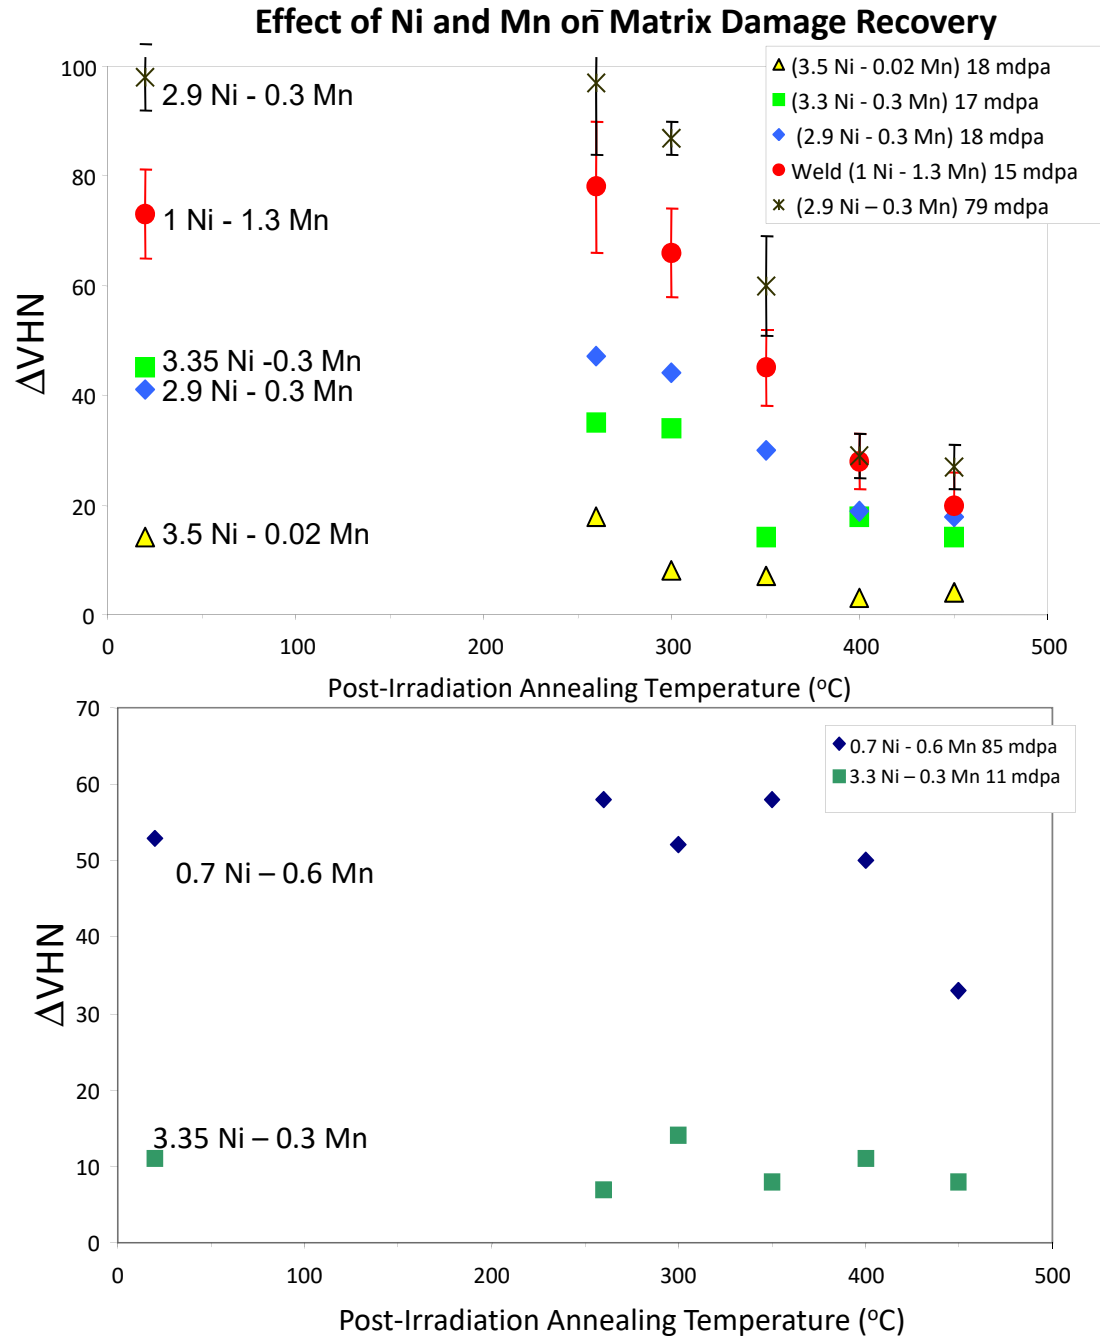 Effect of Ni and Mn on Matrix Damage Recovery
100
80
60
40
20
0
ΔVHN
2.9 Ni - 0.3 Mn
1 Ni - 1.3 Mn
3.35 Ni -0.3 Mn
2.9 Ni - 0.3 Mn
3.5 Ni - 0.02 Mn
(3.5 Ni - 0.02 Mn) 18 mdpa
(3.3 Ni - 0.3 Mn) 17 mdpa
(2.9 Ni - 0.3 Mn) 18 mdpa
Weld (1 Ni - 1.3 Mn) 15 mdpa
(2.9 Ni – 0.3 Mn) 79 mdpa
0 100 200 300 400 500
Post-Irradiation Annealing Temperature (°C)
70
60
50
40
30
20
10
0
ΔVHN
0.7 Ni - 0.6 Mn 85 mdpa
3.3 Ni – 0.3 Mn 11 mdpa
0.7 Ni – 0.6 Mn
3.35 Ni – 0.3 Mn
0 100 200 300 400 500
Post-Irradiation Annealing Temperature (°C)